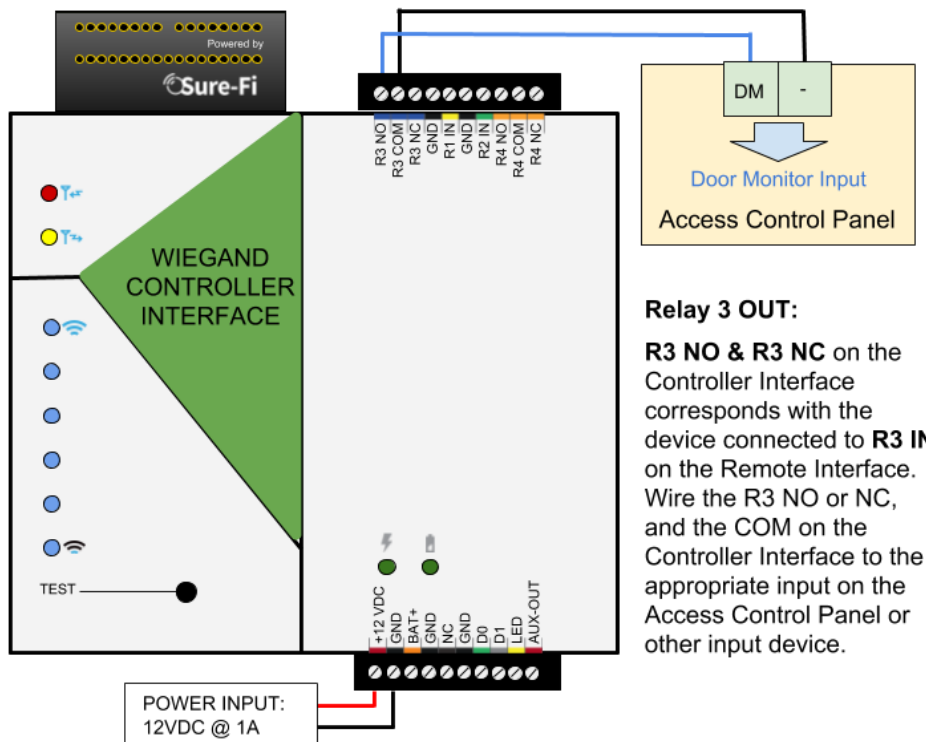 Powered by
Sure-Fi
R3 NO
R3 COM
R3 NC
GND
R1 IN
GND
R2 IN
R4 NO
R4 COM
R4 NC
DM
-
Door Monitor Input
Access Control Panel
WIEGAND
CONTROLLER
INTERFACE
Relay 3 OUT:
R3 NO & R3 NC on the
Controller Interface
corresponds with the
device connected to R3 IN
on the Remote Interface.
Wire the R3 NO or NC,
and the COM on the
Controller Interface to the
appropriate input on the
Access Control Panel or
other input device.
TEST
+12 VDC
GND
BAT+
GND
NC
GND
D0
D1
LED
AUX-OUT
POWER INPUT:
12VDC @ 1A